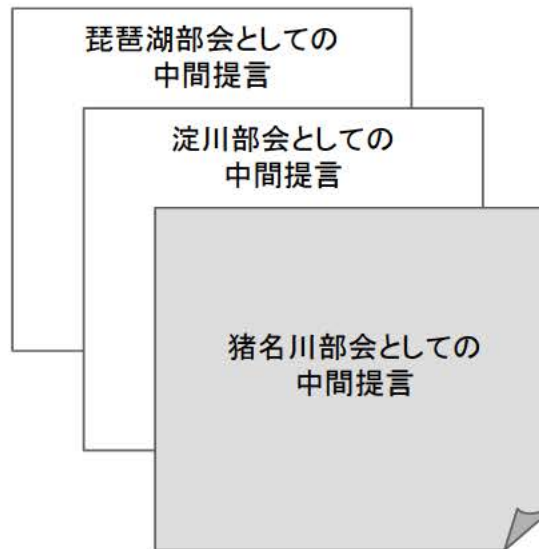 琵琶湖部会としての
中間提言
淀川部会としての
中間提言
猪名川部会としての
中間提言